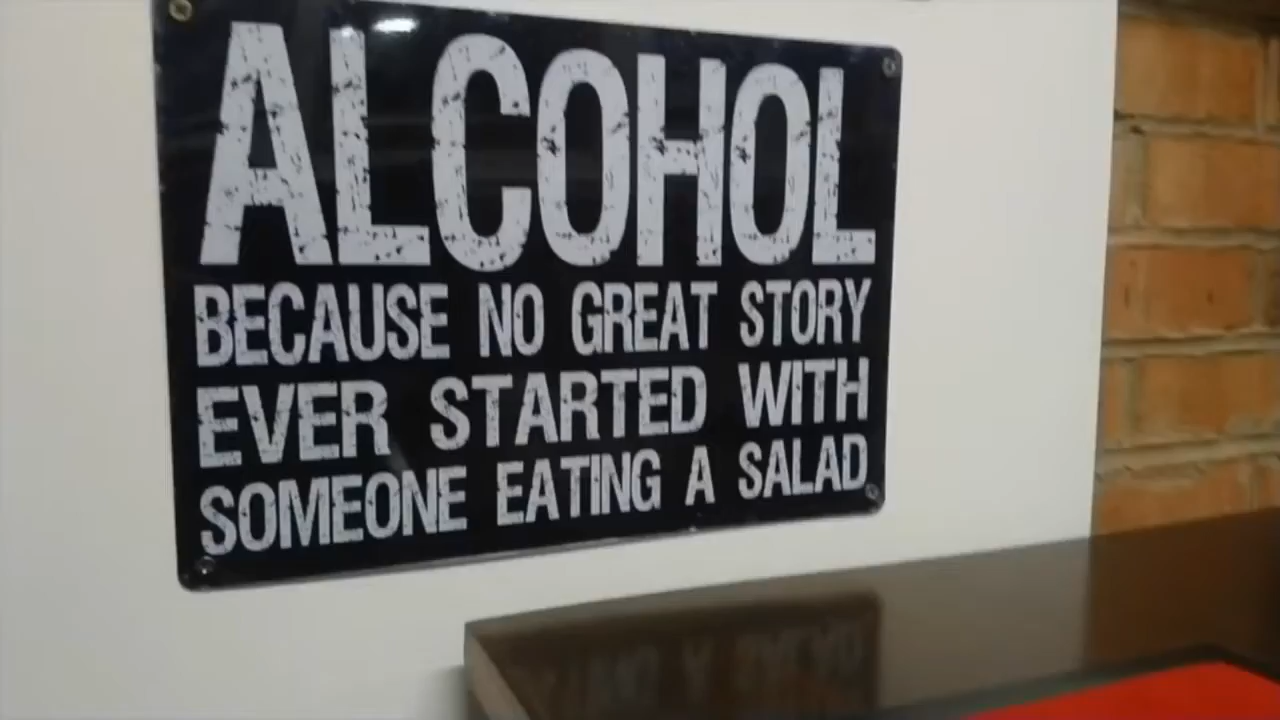 ALCOHOL
BECAUSE NO GREAT STORY
EVER STARTED WITH
SOMEONE EATING A SALAD